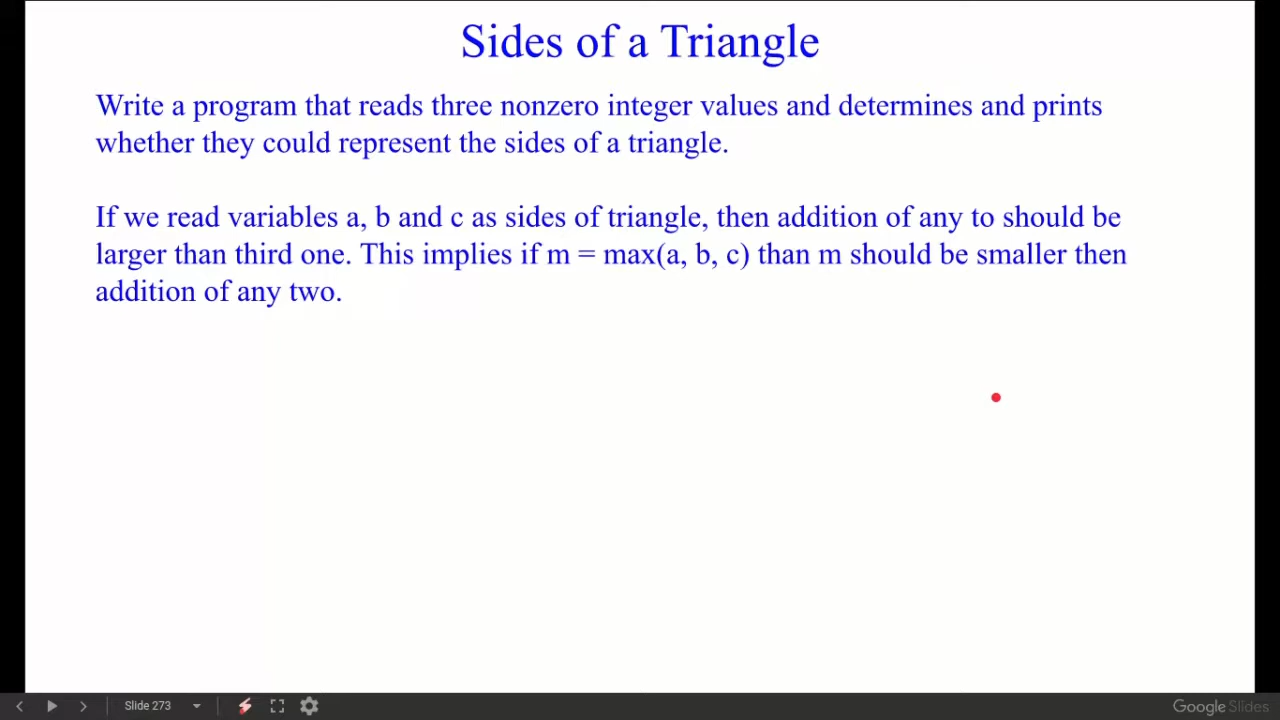 Sides of a Triangle
Write a program that reads three nonzero integer values and determines and prints
whether they could represent the sides of a triangle.
If we read variables a, b and c as sides of triangle, then addition of any to should be
larger than third one. This implies if m = max(a, b, c) than m should be smaller then
addition of any two.
Slide 273
Google Slides